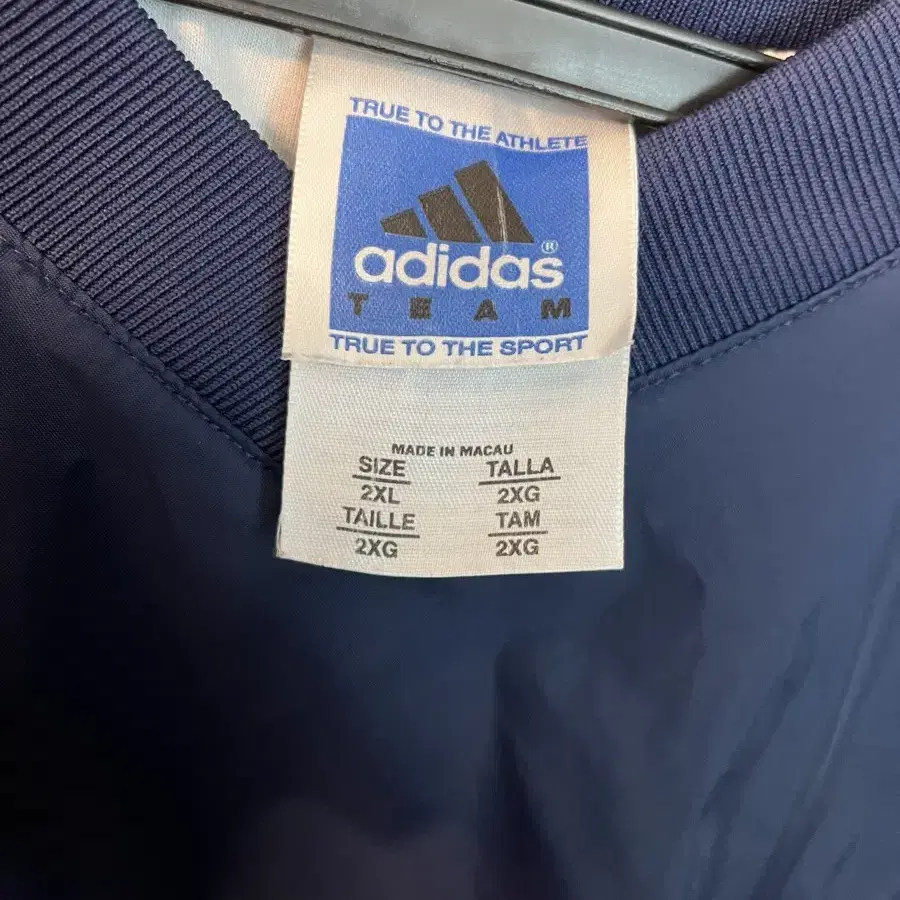 TRUE TO THE ATHLETE
adidas®
TEAM
TRUE TO THE SPORT
MADE IN MACAU
SIZE TALLA
2XL 2XG
TAILLE TAM
2XG 2XG